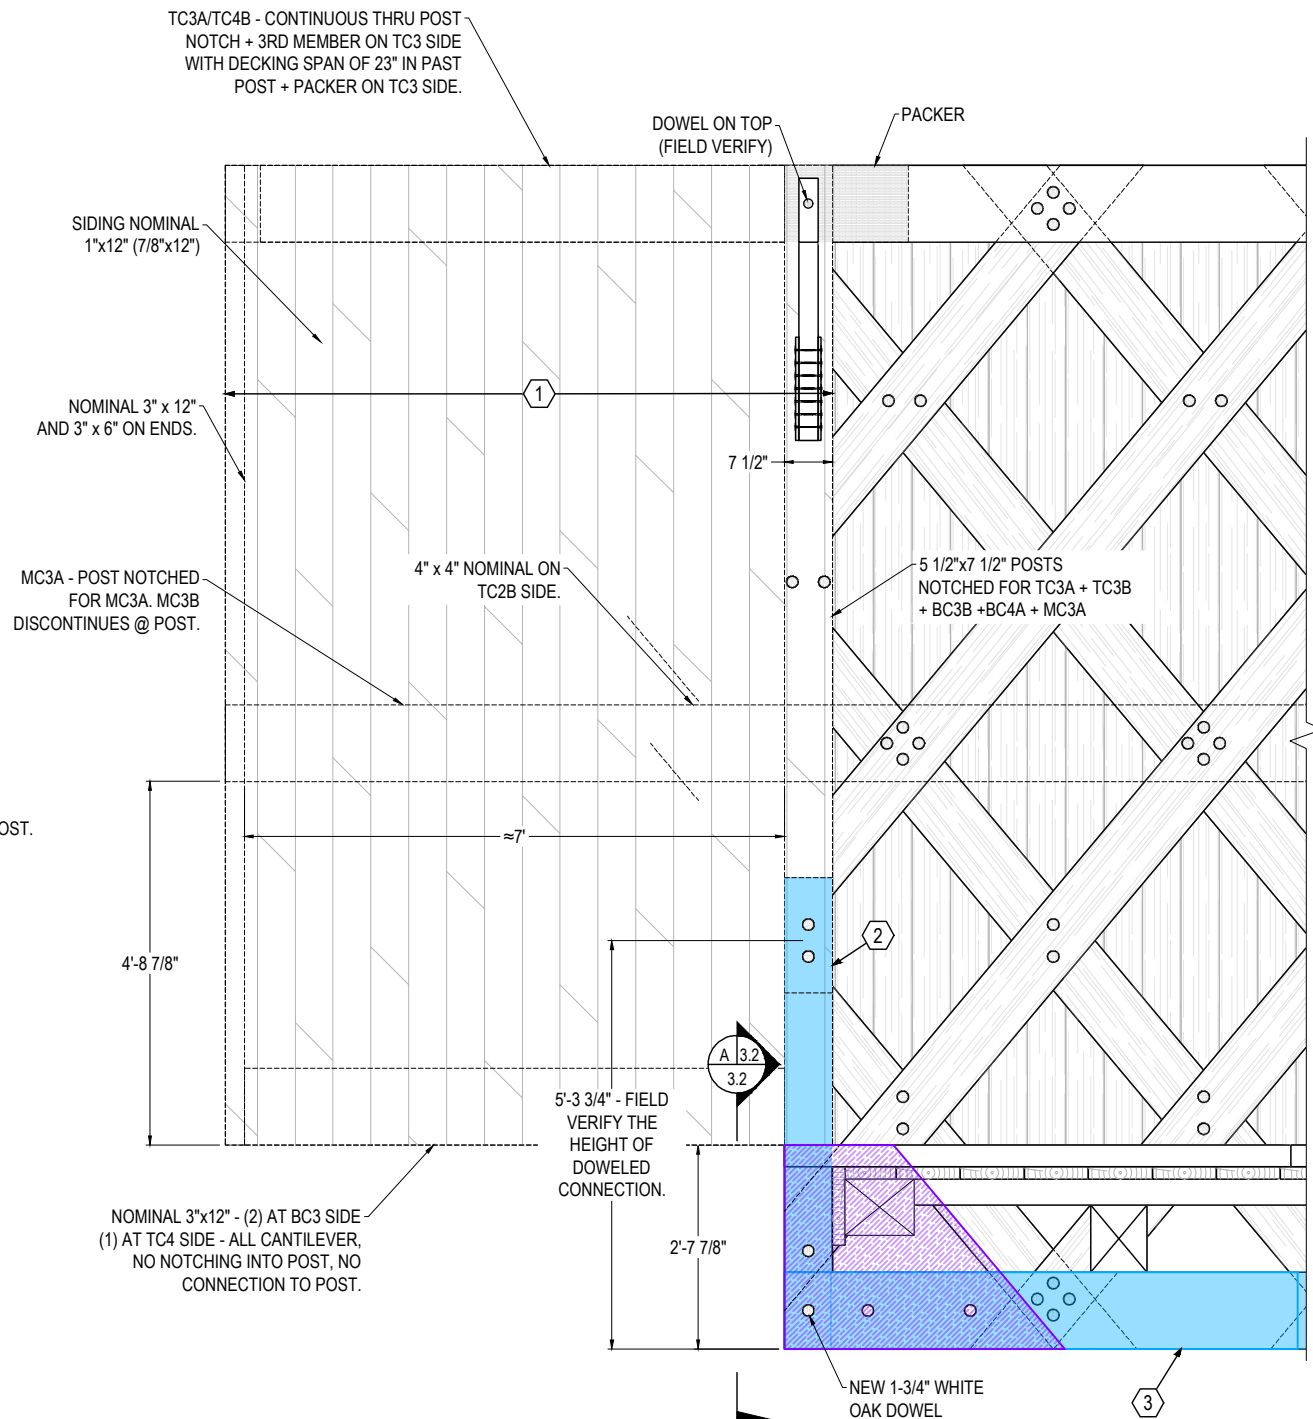 TC3A/TC4B - CONTINUOUS THRU POST
NOTCH + 3RD MEMBER ON TC3 SIDE
WITH DECKING SPAN OF 23" IN PAST
POST + PACKER ON TC3 SIDE.
DOWEL ON TOP
(FIELD VERIFY)
PACKER
SIDING NOMINAL
1"x12" (7/8"x12")
1
NOMINAL 3" x 12"
AND 3" x 6" ON ENDS.
7 1/2"
MC3A - POST NOTCHED
FOR MC3A. MC3B
DISCONTINUES @ POST.
4" x 4" NOMINAL ON
TC2B SIDE.
5 1/2"x7 1/2" POSTS
NOTCHED FOR TC3A + TC3B
+ BC3B +BC4A + MC3A
OST.
≈7'
2
4'-8 7/8"
A 3.2
3.2
5'-3 3/4" - FIELD
VERIFY THE
HEIGHT OF
DOWELED
CONNECTION.
NOMINAL 3"x12" - (2) AT BC3 SIDE
(1) AT TC4 SIDE - ALL CANTILEVER,
NO NOTCHING INTO POST, NO
CONNECTION TO POST.
2'-7 7/8"
NEW 1-3/4" WHITE
OAK DOWEL
3